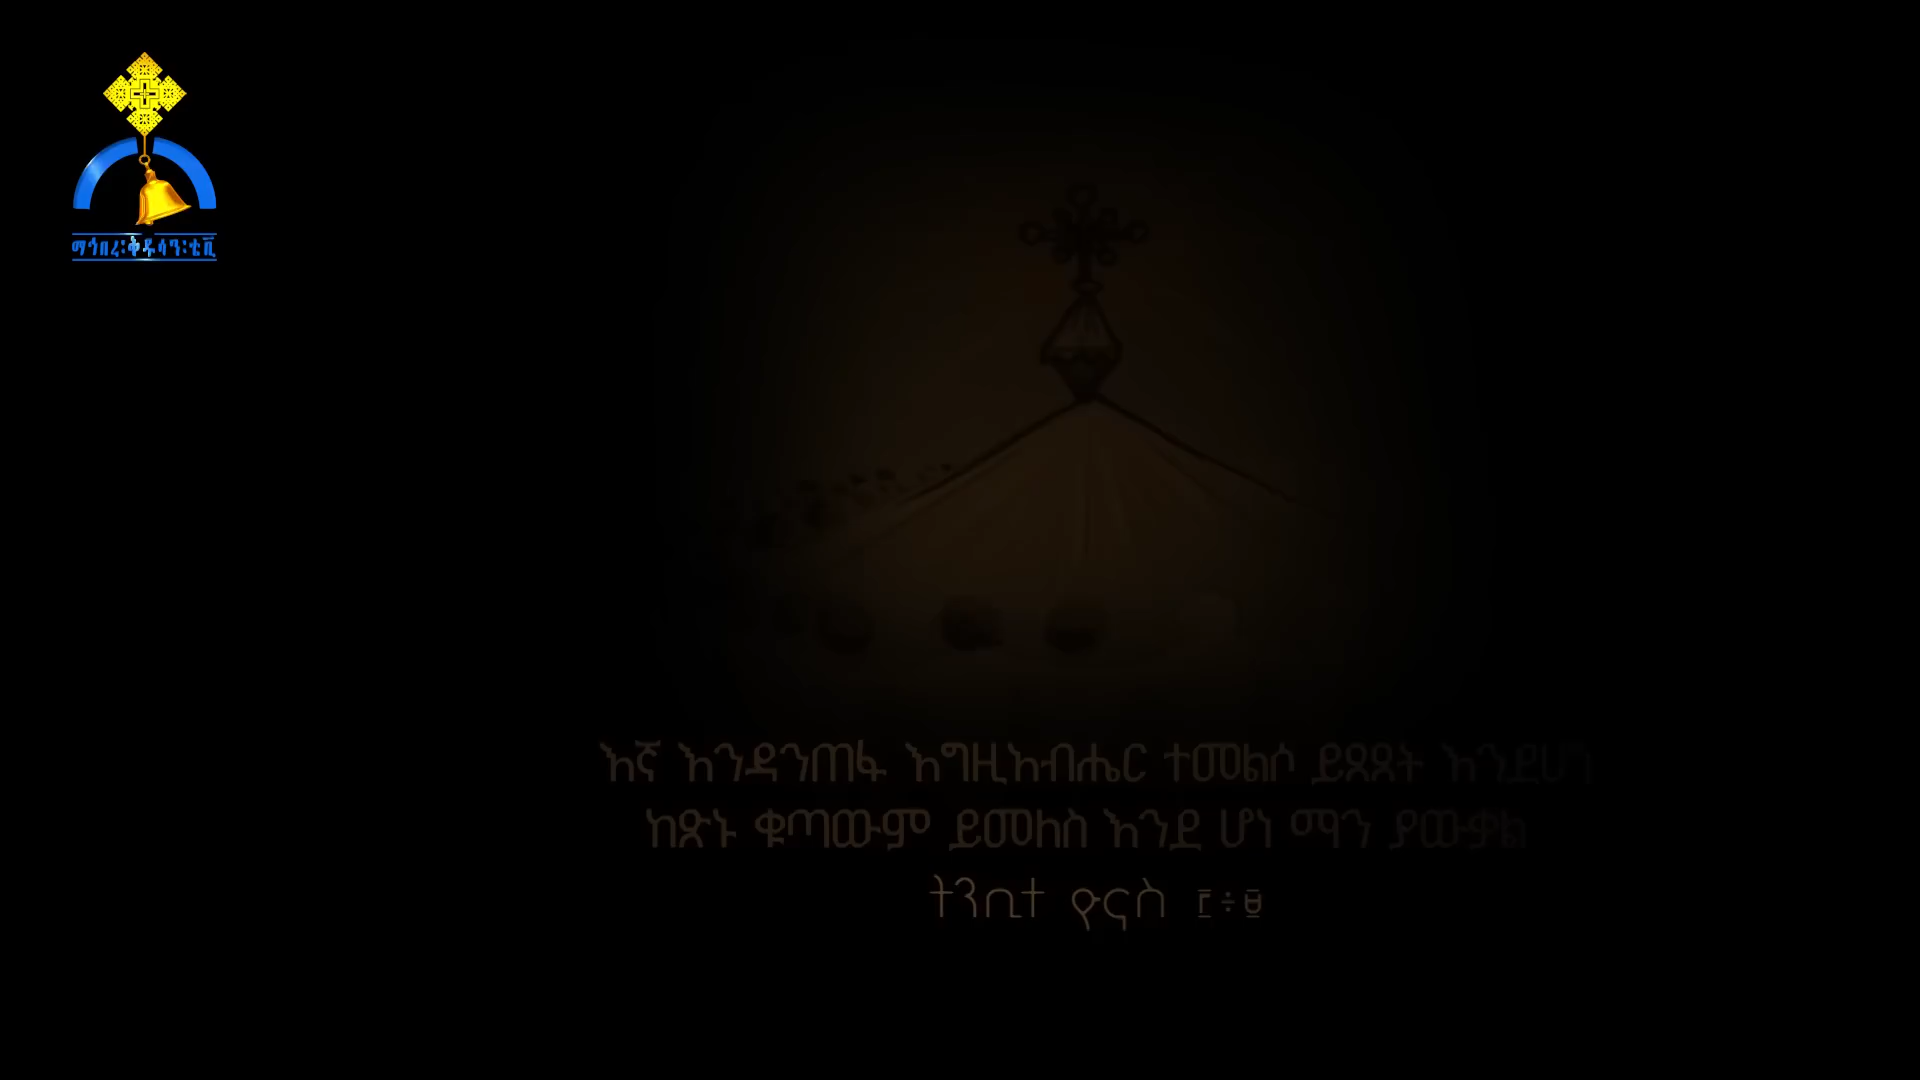 ማኅበረ፡ቅዱሳን፡ቴቪ
እኛ እንዳንጠፋ እግዚአብሔር ተመልሶ ይጸጸት እንደሆነ
ከጽኑ ቁጣውም ይመለስ እንደ ሆነ ማን ያውቃል
ትንቢተ ዮናስ ፫÷፱